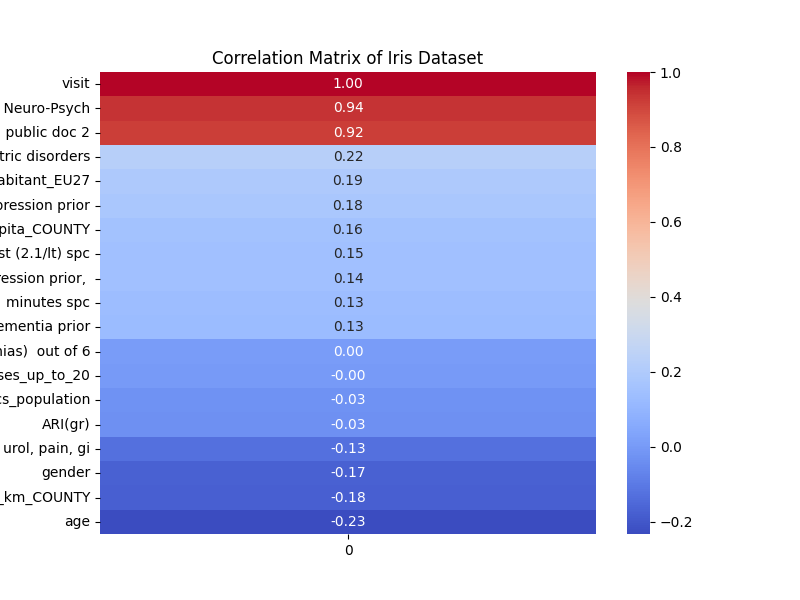 Correlation Matrix of Iris Dataset
visit 1.00
Neuro-Psych 0.94
public doc 2 0.92
tric disorders 0.22
abitant_EU27 0.19
pression prior 0.18
pita_COUNTY 0.16
st (2.1/lt) spc 0.15
ression prior, 0.14
minutes spc 0.13
ementia prior 0.13
nias) out of 6 0.00
ses_up_to_20 -0.00
cs_population -0.03
ARI(gr) -0.03
urol, pain, gi -0.13
gender -0.17
_km_COUNTY -0.18
age -0.23
0
1.0
0.8
0.6
0.4
0.2
0.0
−0.2